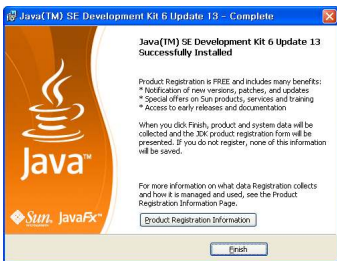 Java(TM) SE Development Kit 6 Update 13 - Complete
Java(TM) SE Development Kit 6 Update 13
Successfully Installed
Product Registration is FREE and includes many benefits:
* Notification of new versions, patches, and updates
* Special offers on Sun products, services and training
* Access to early releases and documentation
When you click Finish, product and system data will be
collected and the JDK product registration form will be
presented. If you do not register, none of this information
will be saved.
Java™
For more information on what data Registration collects
and how it is managed and used, see the Product
Registration Information Page.
Sun. JavaFX™
Product Registration Information
Finish